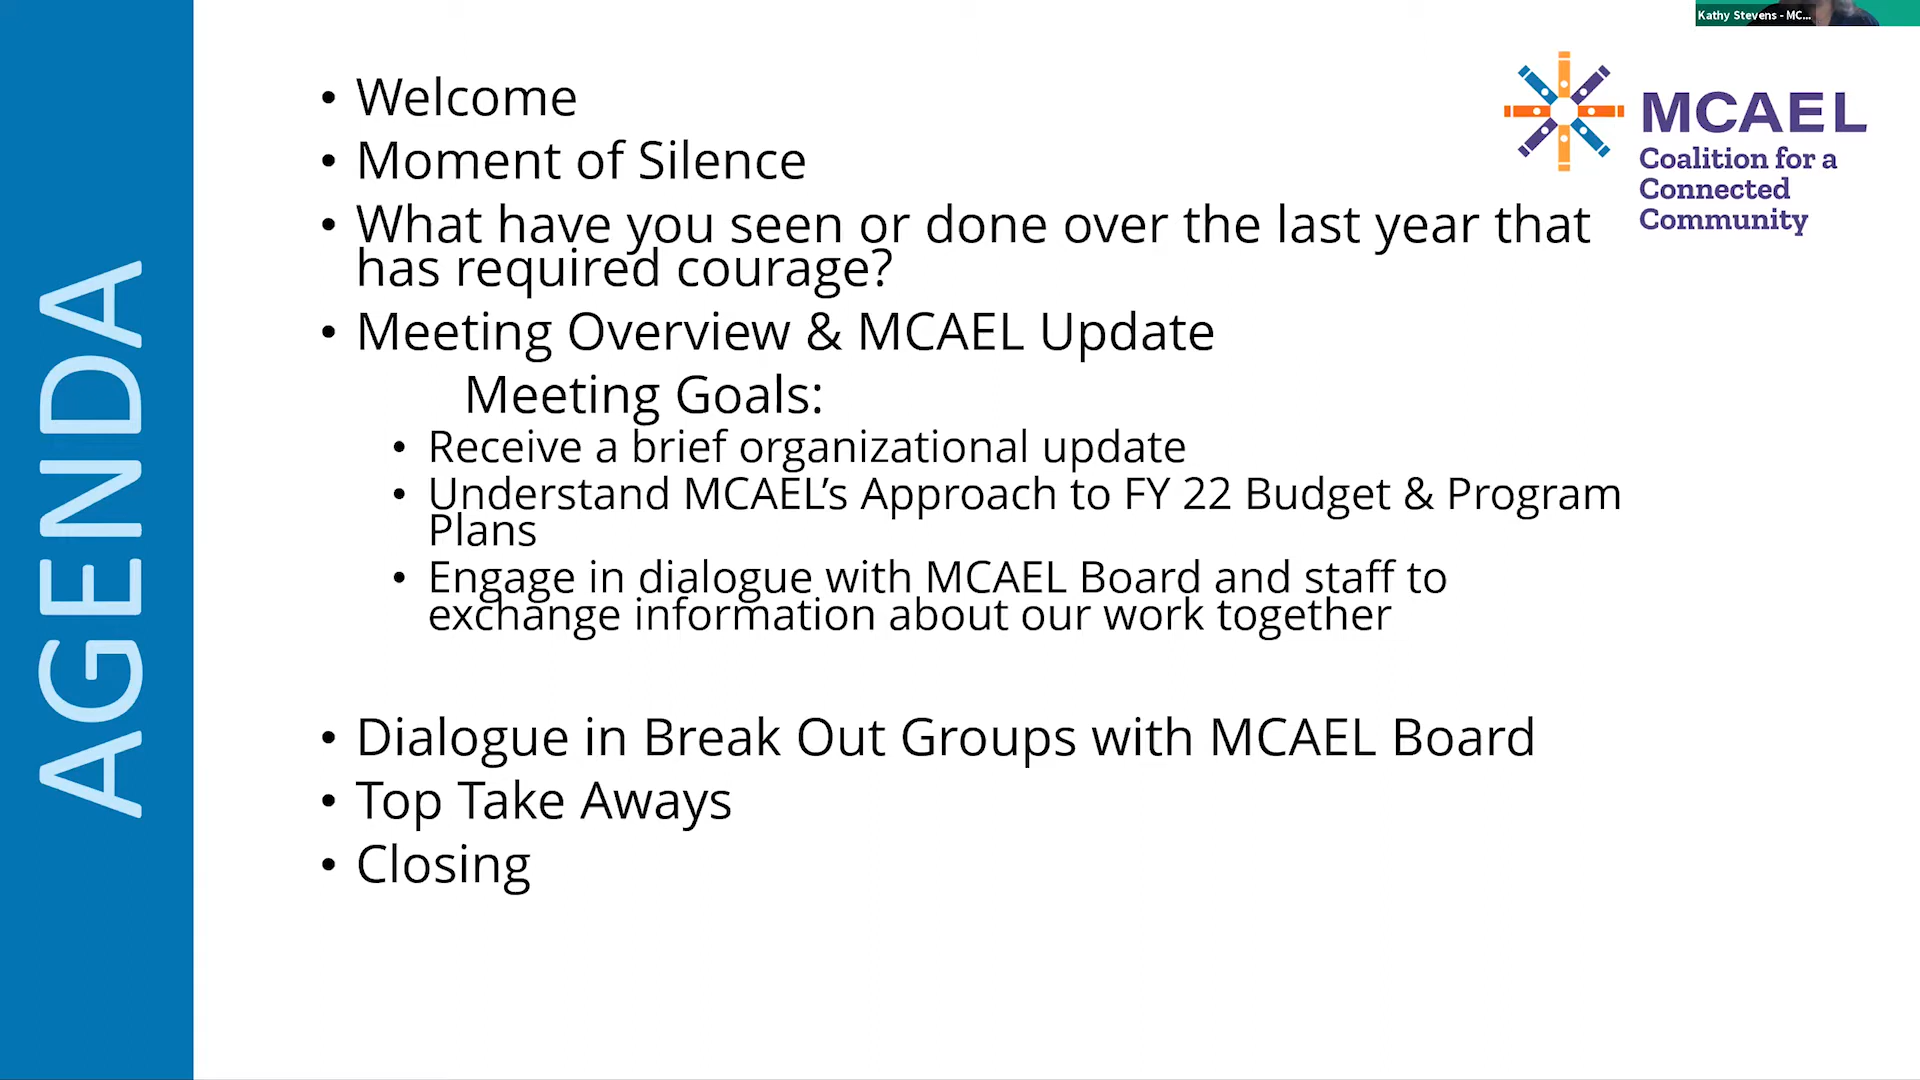 Kathy Stevens - MC...
MCAEL
Coalition for a
Connected
Community
AGENDA
• Welcome
• Moment of Silence
• What have you seen or done over the last year that
has required courage?
• Meeting Overview & MCAEL Update
Meeting Goals:
• Receive a brief organizational update
• Understand MCAEL’s Approach to FY 22 Budget & Program
Plans
• Engage in dialogue with MCAEL Board and staff to
exchange information about our work together
• Dialogue in Break Out Groups with MCAEL Board
• Top Take Aways
• Closing